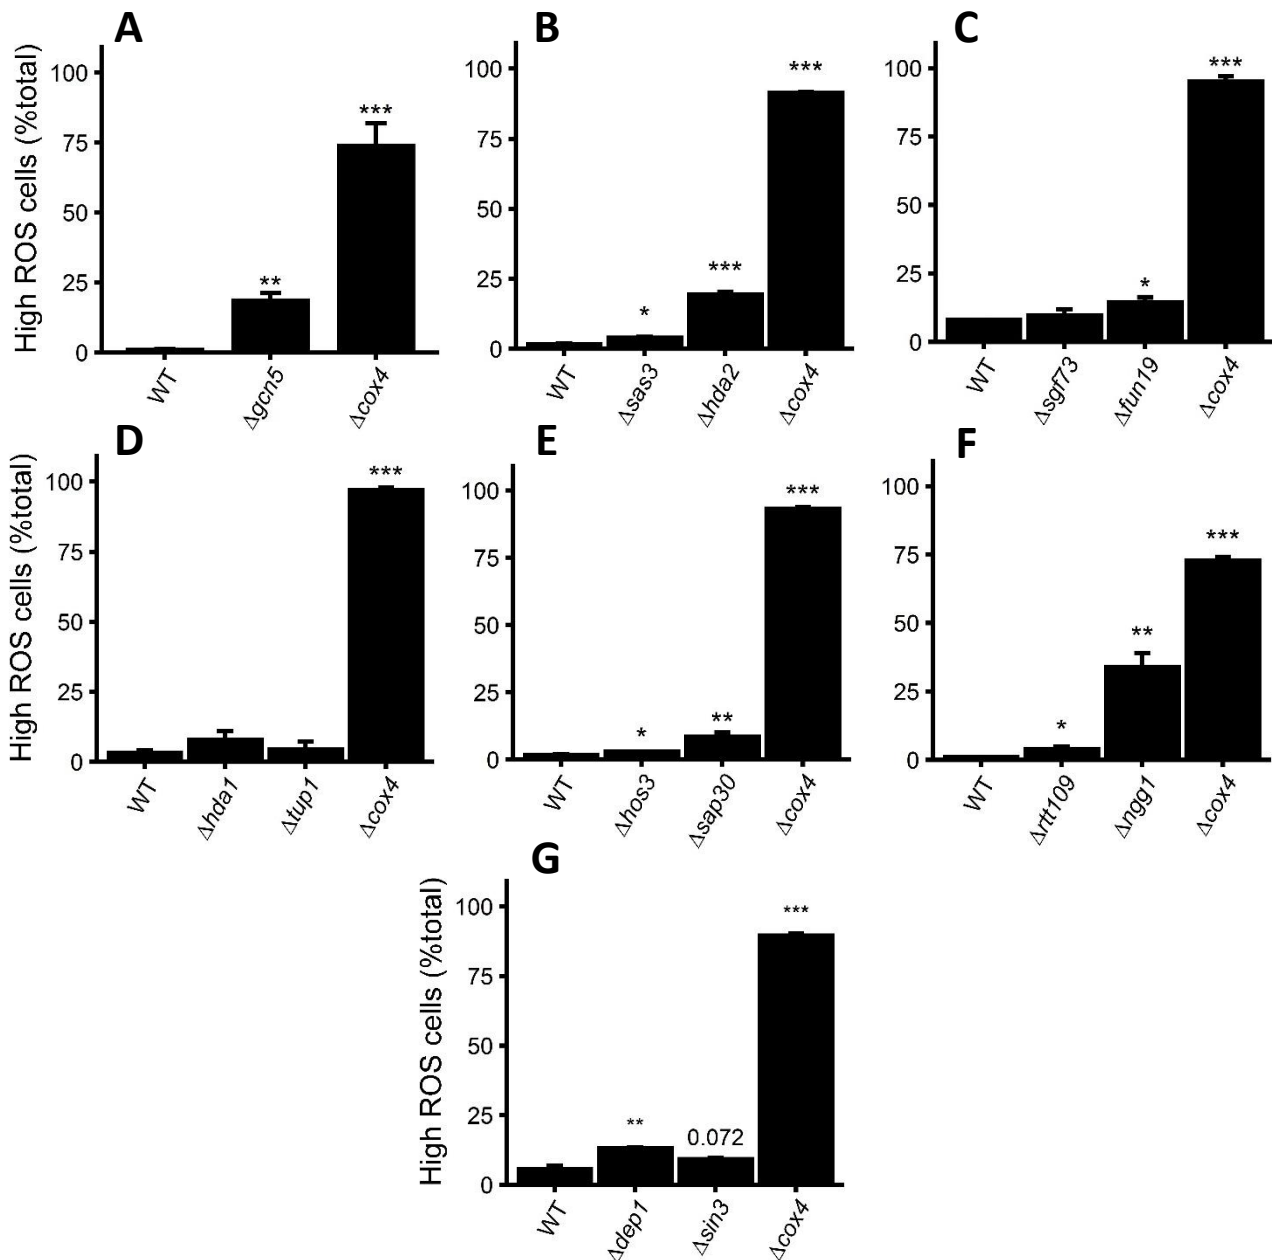 A
High ROS cells (%total)
100
75
50
25
0
**
***
WT
Δgcn5
Δcox4
B
100
75
50
25
0
*
***
***
WT
Δsas3
Δhda2
Δcox4
C
100
75
50
25
0
*
***
WT
Δsgf73
Δfun19
Δcox4
D
High ROS cells (%total)
100
75
50
25
0
***
WT
Δhda1
Δtup1
Δcox4
E
100
75
50
25
0
*
**
***
WT
Δhos3
Δsap30
Δcox4
F
100
75
50
25
0
*
**
***
WT
Δrtt109
Δngg1
Δcox4
G
High ROS cells (%total)
100
75
50
25
0
**
0.072
***
WT
Δdep1
Δsin3
Δcox4